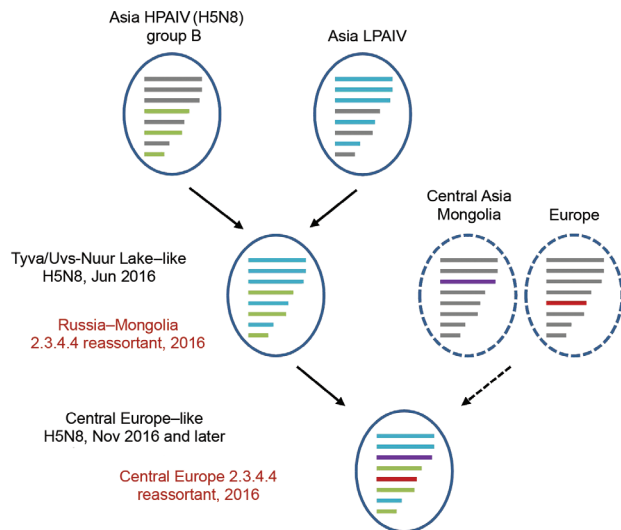 Asia HPAIV (H5N8)
group B
Asia LPAIV
Central Asia
Mongolia
Europe
Tyva/Uvs-Nuur Lake–like
H5N8, Jun 2016
Russia–Mongolia
2.3.4.4 reassortant, 2016
Central Europe–like
H5N8, Nov 2016 and later
Central Europe 2.3.4.4
reassortant, 2016